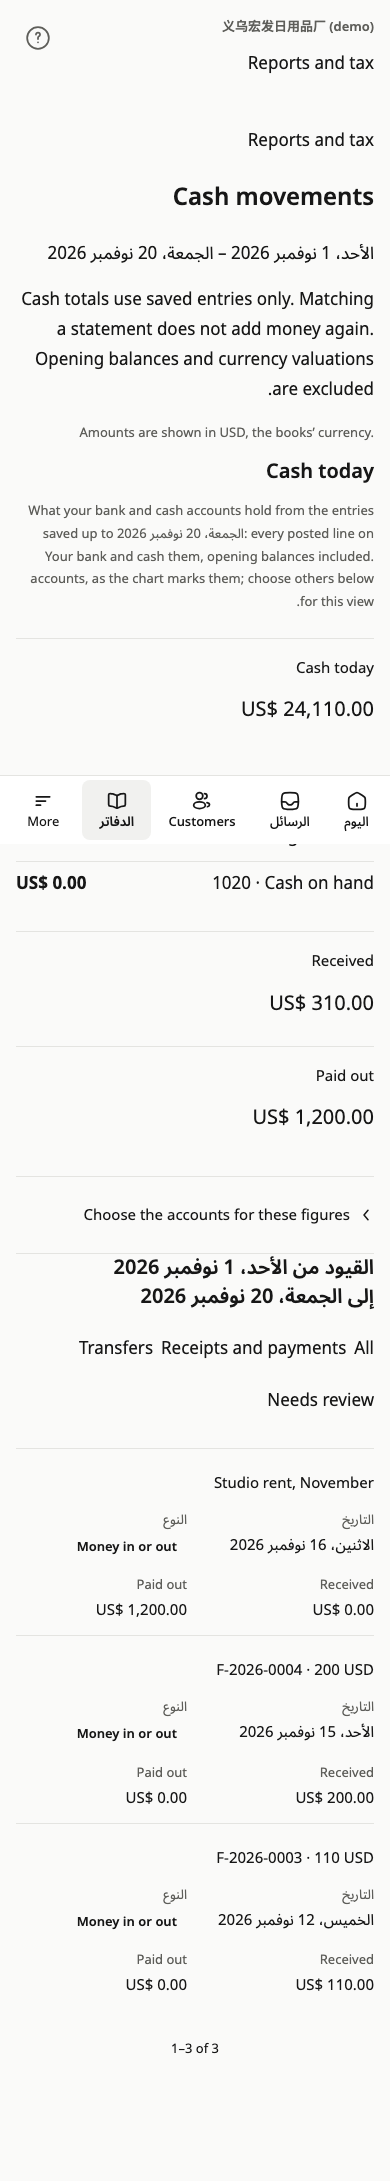 义乌宏发日用品厂 (demo)
Reports and tax
Reports and tax
Cash movements
الأحد، 1 نوفمبر 2026 – الجمعة، 20 نوفمبر 2026
Cash totals use saved entries only. Matching
a statement does not add money again.
Opening balances and currency valuations
are excluded.
Amounts are shown in USD, the books’ currency.
Cash today
What your bank and cash accounts hold from the entries
saved up to الجمعة، 20 نوفمبر 2026: every posted line on
them, opening balances included. Your bank and cash
accounts, as the chart marks them; choose others below
for this view.
Cash today
US$ 24,110.00
اليوم
الرسائل
Customers
الدفاتر
More
1020 · Cash on hand
US$ 0.00
Received
US$ 310.00
Paid out
US$ 1,200.00
Choose the accounts for these figures
القيود من الأحد، 1 نوفمبر 2026
إلى الجمعة، 20 نوفمبر 2026
All Receipts and payments Transfers
Needs review
Studio rent, November
التاريخ النوع
الاثنين، 16 نوفمبر 2026 Money in or out
Received Paid out
US$ 0.00 US$ 1,200.00
F-2026-0004 · 200 USD
التاريخ النوع
الأحد، 15 نوفمبر 2026 Money in or out
Received Paid out
US$ 200.00 US$ 0.00
F-2026-0003 · 110 USD
التاريخ النوع
الخميس، 12 نوفمبر 2026 Money in or out
Received Paid out
US$ 110.00 US$ 0.00
1–3 of 3